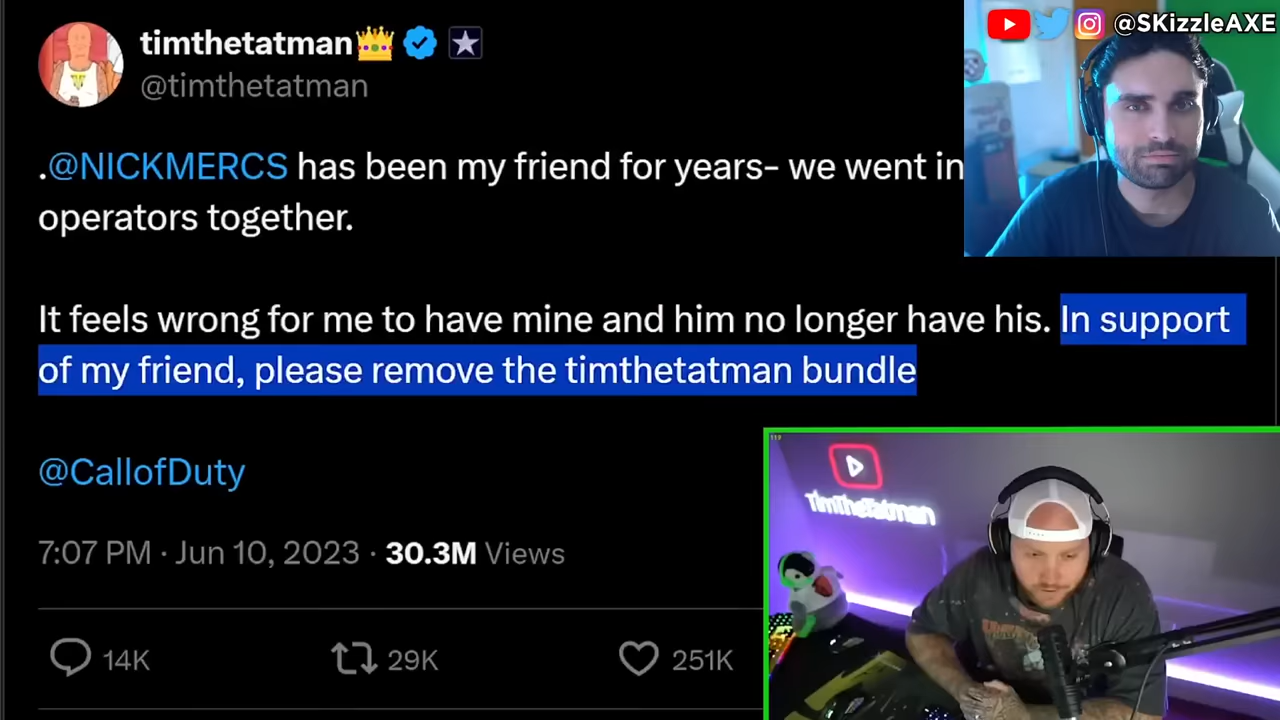 timthetatman👑
@timthetatman
@SKizzleAXE
.@NICKMERCS has been my friend for years– we went in
operators together.
It feels wrong for me to have mine and him no longer have his. In support
of my friend, please remove the timthetatman bundle
@CallofDuty
7:07 PM · Jun 10, 2023 · 30.3M Views
14K 29K 251K
TimTheTatman